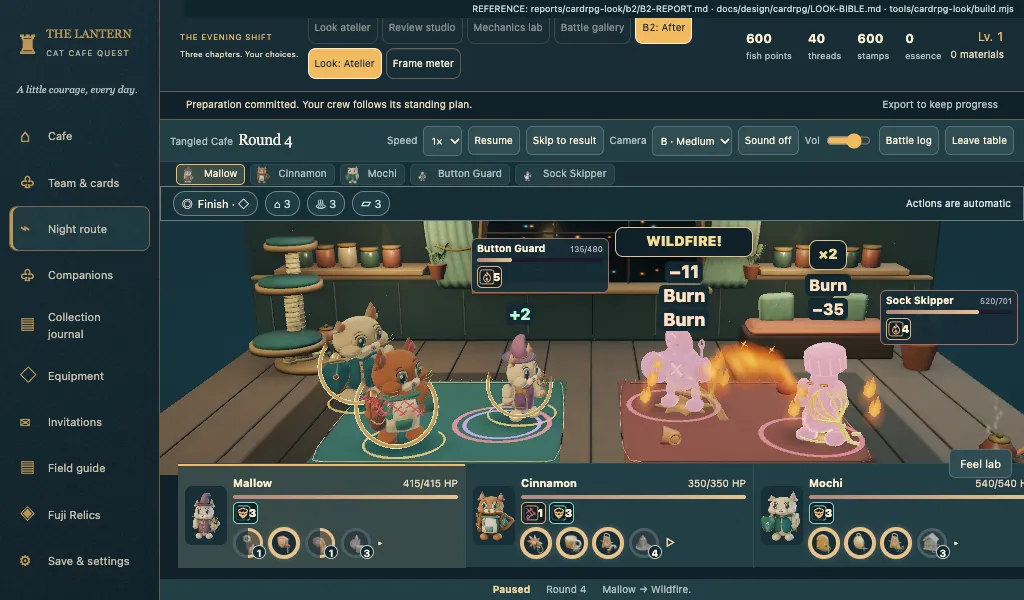 REFERENCE: reports/cardrpg-look/b2/B2-REPORT.md · docs/design/cardrpg/LOOK-BIBLE.md · tools/cardrpg-look/build.mjs
THE LANTERN
CAT CAFE QUEST
A little courage, every day.
Cafe
Team & cards
Night route
Companions
Collection journal
Equipment
Invitations
Field guide
Fuji Relics
Save & settings
THE EVENING SHIFT
Three chapters. Your choices.
Look atelier
Review studio
Mechanics lab
Battle gallery
B2: After
Look: Atelier
Frame meter
600 fish points
40 threads
600 stamps
0 essence
Lv. 1
0 materials
Preparation committed. Your crew follows its standing plan.
Export to keep progress
Tangled Cafe Round 4
Speed 1x Resume Skip to result Camera B · Medium Sound off Vol Battle log Leave table
Mallow Cinnamon Mochi Button Guard Sock Skipper
Finish · 3 3 3
Actions are automatic
Button Guard 135/480
5
WILDFIRE!
−11
Burn
Burn
×2
Burn
−35
Sock Skipper 520/701
4
+2
Feel lab
Mallow 415/415 HP
3
1 1 3
Cinnamon 350/350 HP
1 3
4
Mochi 540/540 H
3
3
Paused Round 4 Mallow → Wildfire.